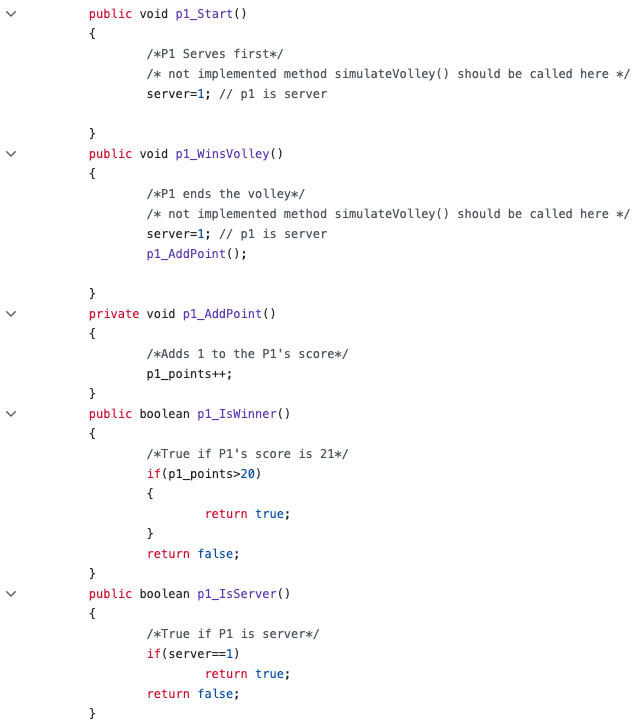 public void p1_Start()
{
/*P1 Serves first*/
/* not implemented method simulateVolley() should be called here */
server=1; // p1 is server
}
public void p1_WinsVolley()
{
/*P1 ends the volley*/
/* not implemented method simulateVolley() should be called here */
server=1; // p1 is server
p1_AddPoint();
}
private void p1_AddPoint()
{
/*Adds 1 to the P1's score*/
p1_points++;
}
public boolean p1_IsWinner()
{
/*True if P1's score is 21*/
if(p1_points>20)
{
return true;
}
return false;
}
public boolean p1_IsServer()
{
/*True if P1 is server*/
if(server==1)
return true;
return false;
}